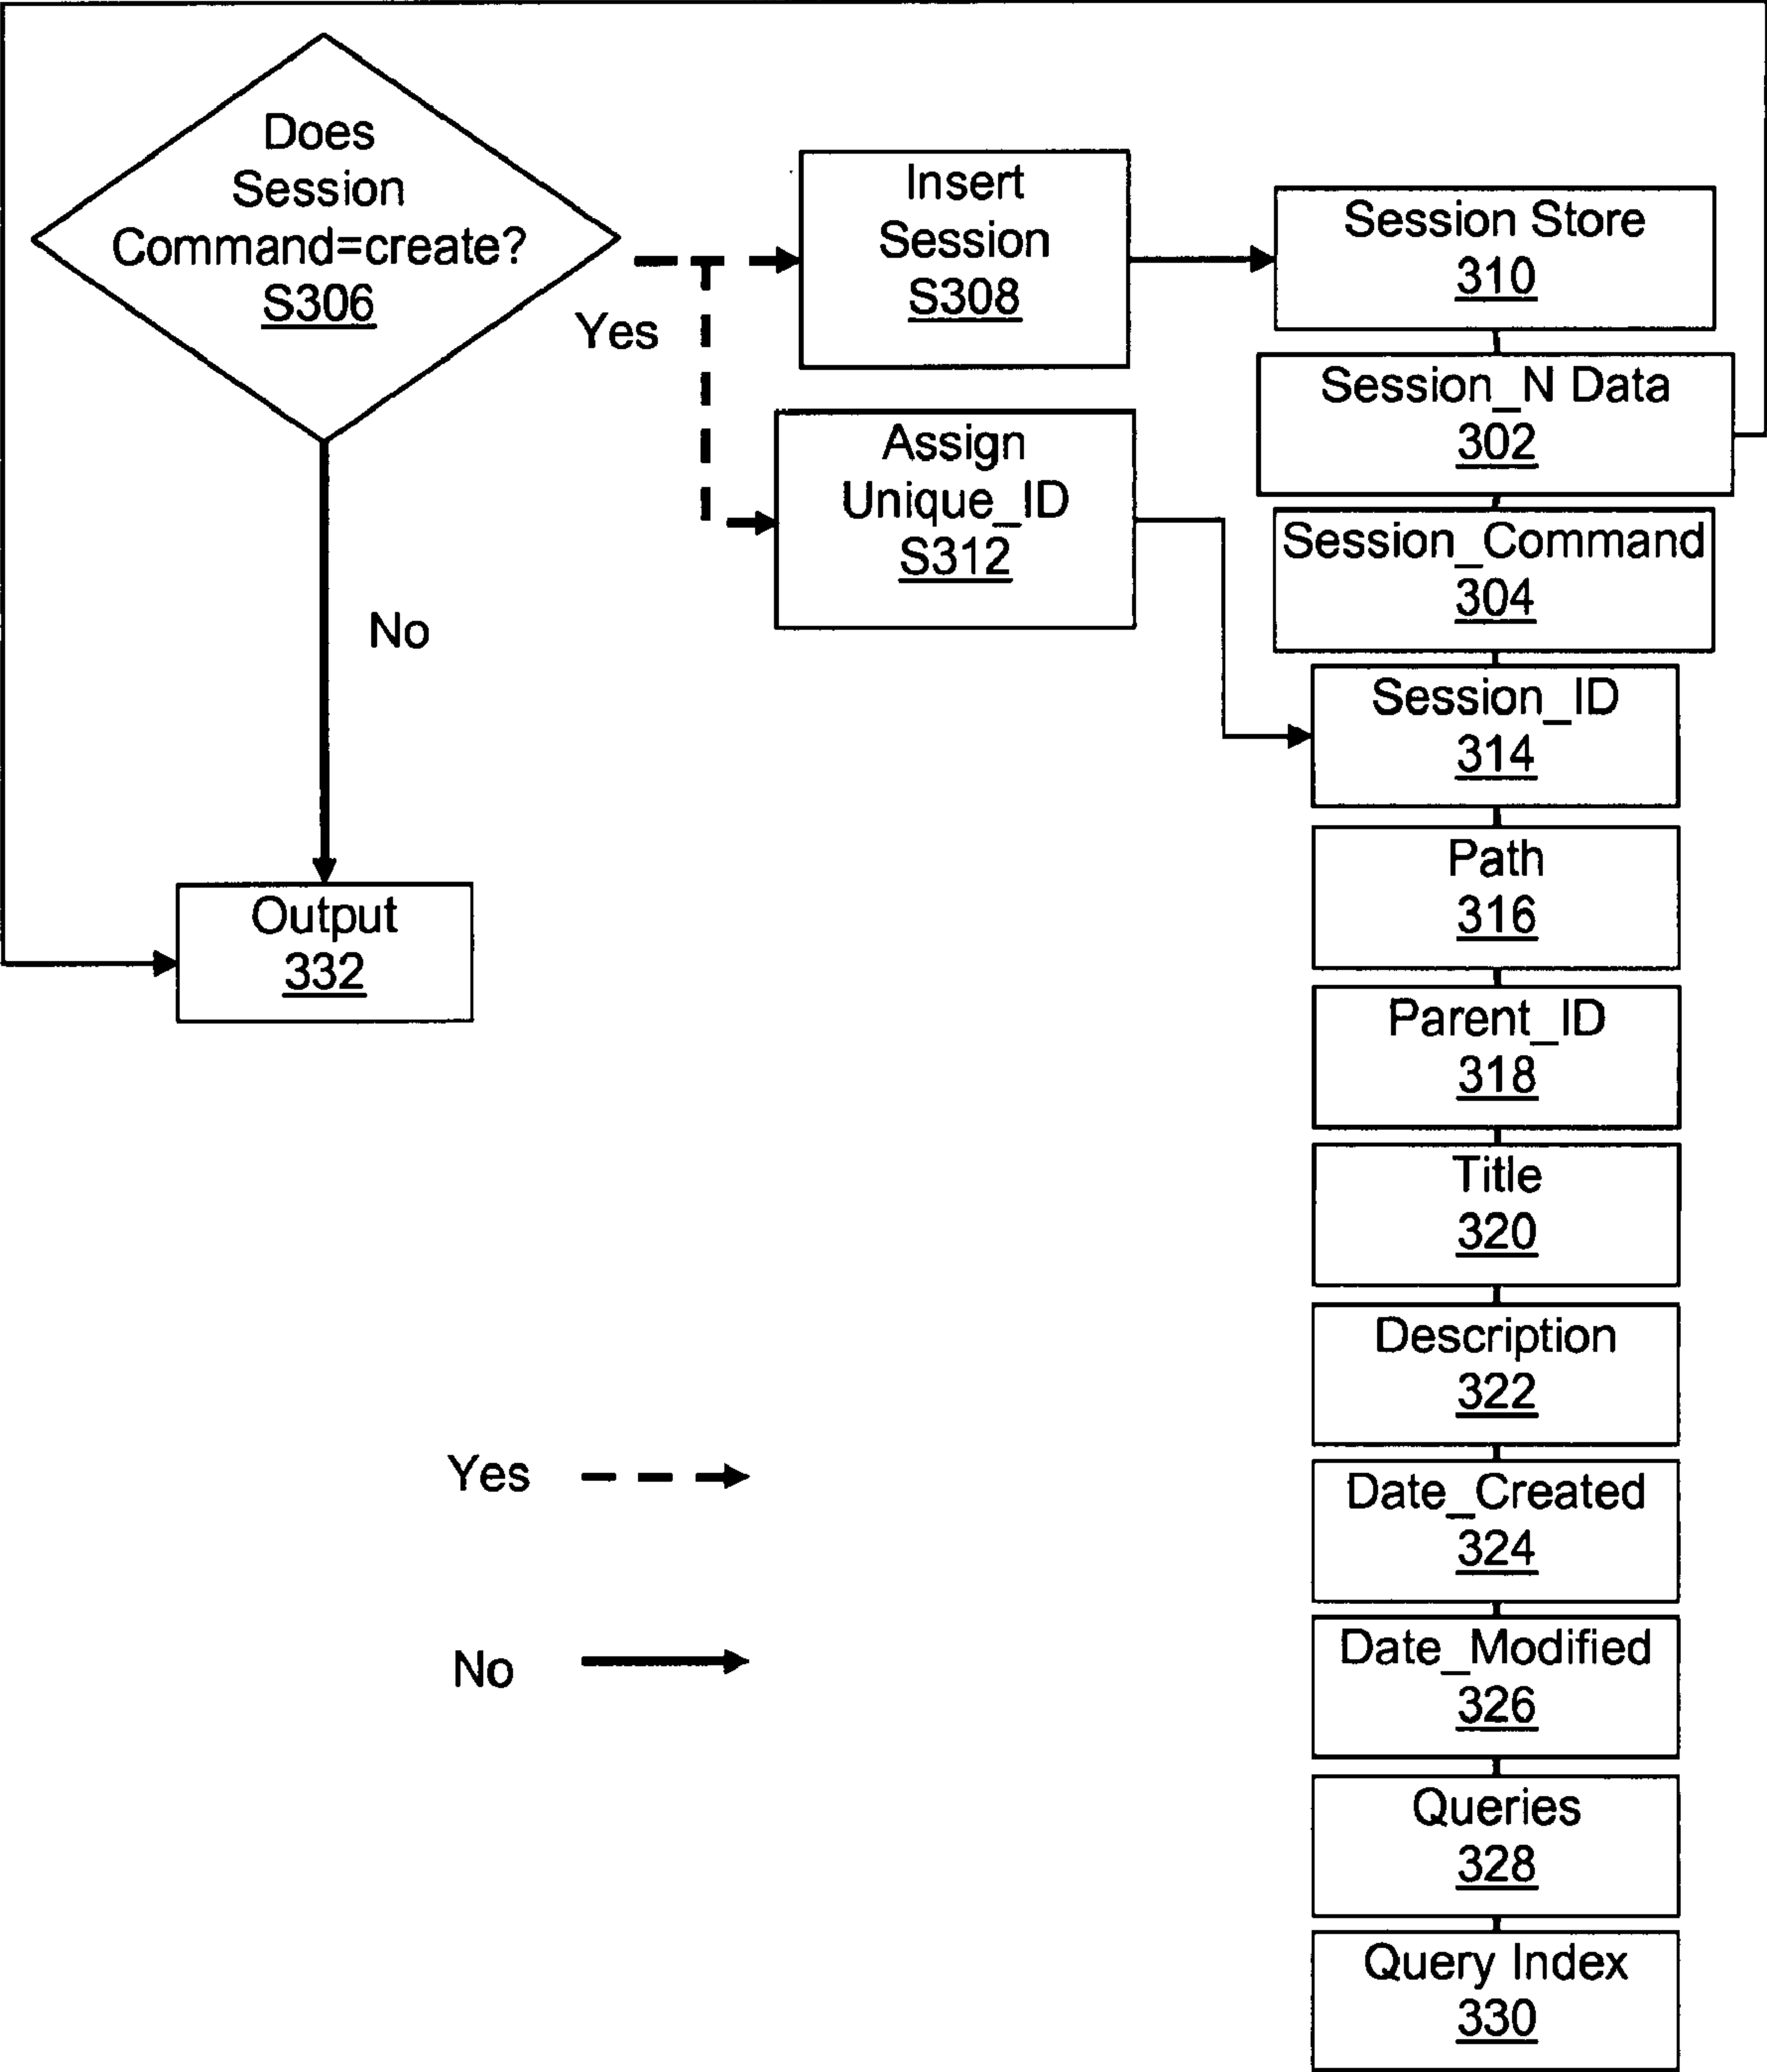 Does
Session
Command=create?
S306
Yes
No
Insert
Session
S308
Assign
Unique_ID
S312
Output
332
Session Store
310
Session_N Data
302
Session_Command
304
Session_ID
314
Path
316
Parent_ID
318
Title
320
Description
322
Date_Created
324
Date_Modified
326
Queries
328
Query Index
330
Yes
No